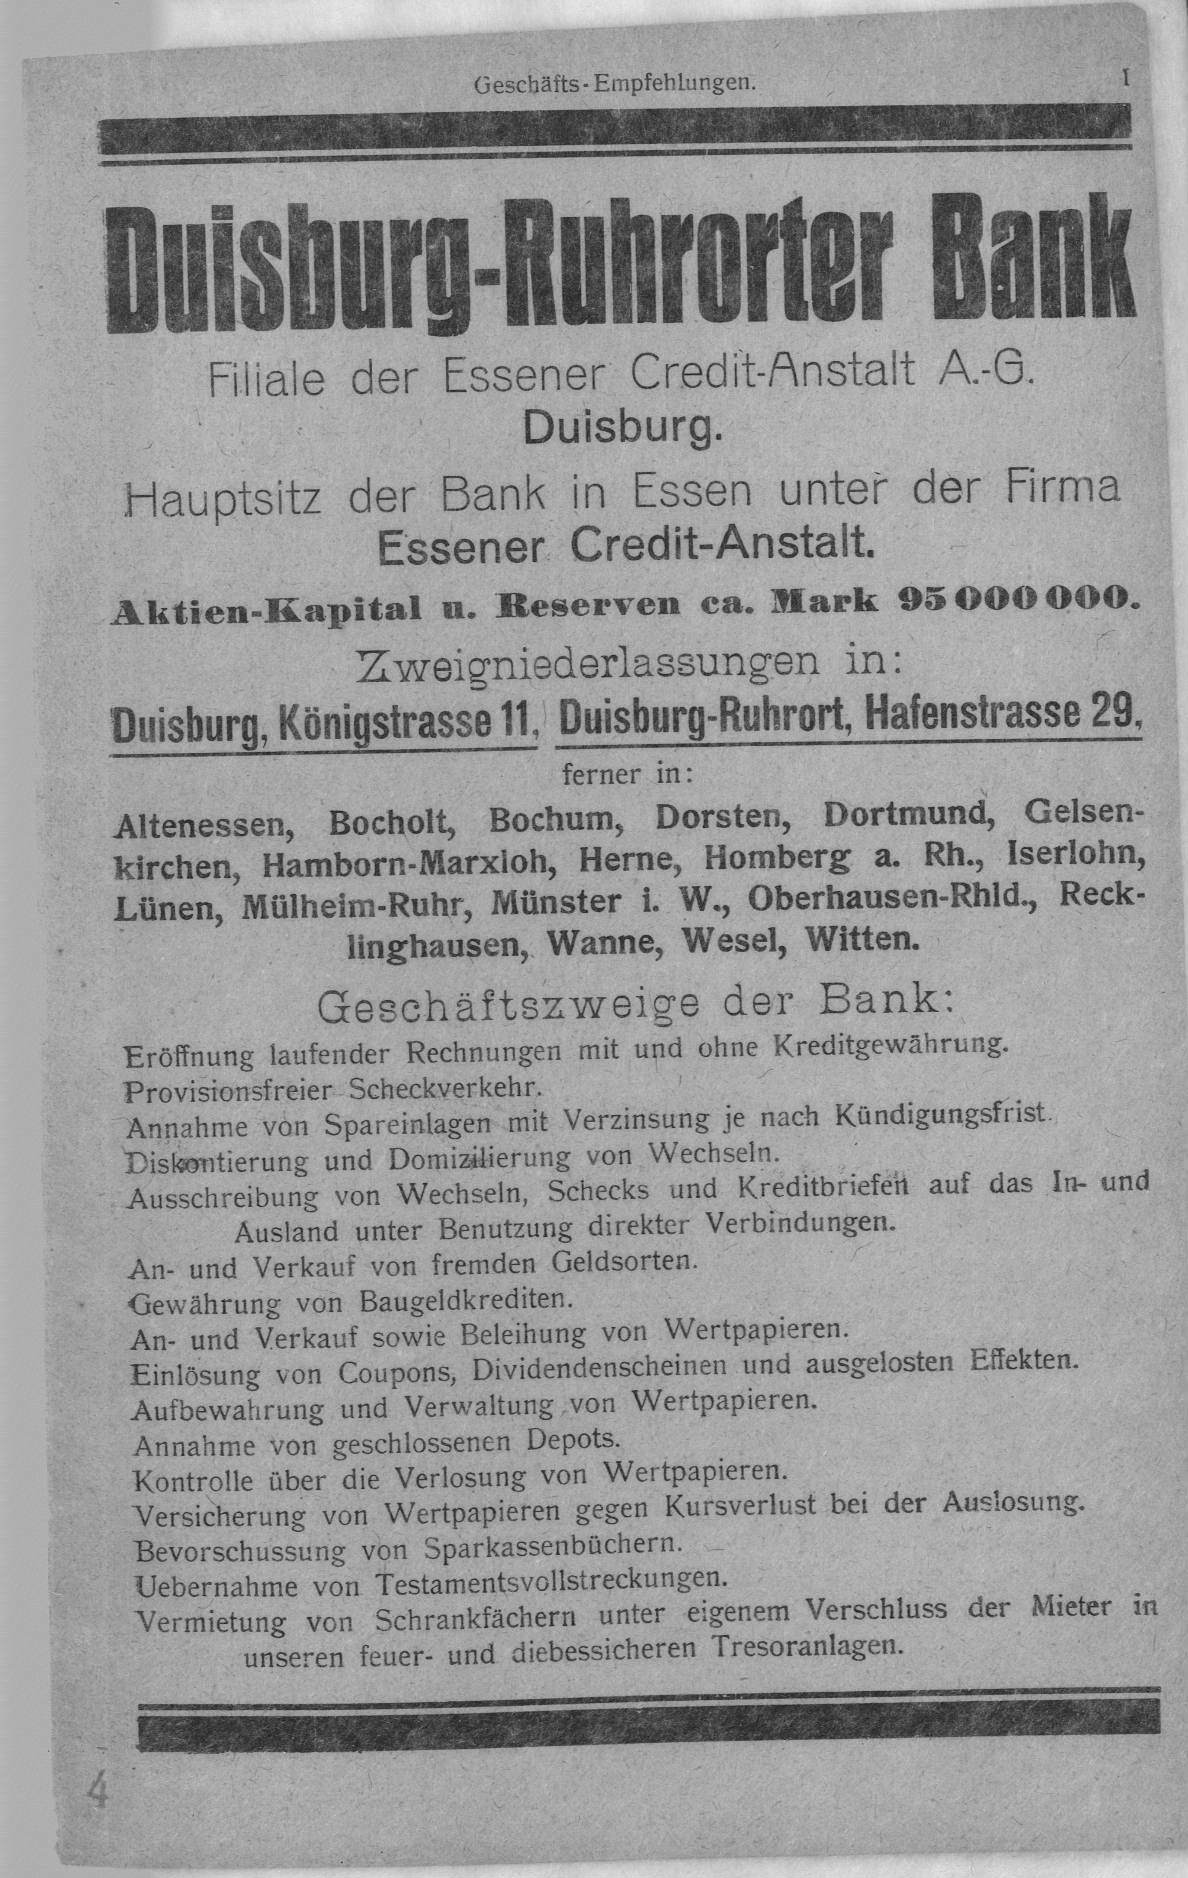 Geschäfts-Empfehlungen. I
Duisburg-Ruhrorter Bank
Filiale der Essener Credit-Anstalt A.-G.
Duisburg.
Hauptsitz der Bank in Essen unter der Firma
Essener Credit-Anstalt.
Aktien-Kapital u. Reserven ca. Mark 95 000 000.
Zweigniederlassungen in:
Duisburg, Königstrasse 11, Duisburg-Ruhrort, Hafenstrasse 29,
ferner in:
Altenessen, Bocholt, Bochum, Dorsten, Dortmund, Gelsen-
kirchen, Hamborn-Marxloh, Herne, Homberg a. Rh., Iserlohn,
Lünen, Mülheim-Ruhr, Münster i. W., Oberhausen-Rhld., Reck-
linghausen, Wanne, Wesel, Witten.
Geschäftszweige der Bank:
Eröffnung laufender Rechnungen mit und ohne Kreditgewährung.
Provisionsfreier Scheckverkehr.
Annahme von Spareinlagen mit Verzinsung je nach Kündigungsfrist.
Diskontierung und Domizilierung von Wechseln.
Ausschreibung von Wechseln, Schecks und Kreditbriefen auf das In- und
Ausland unter Benutzung direkter Verbindungen.
An- und Verkauf von fremden Geldsorten.
Gewährung von Baugeldkrediten.
An- und Verkauf sowie Beleihung von Wertpapieren.
Einlösung von Coupons, Dividendenscheinen und ausgelosten Effekten.
Aufbewahrung und Verwaltung von Wertpapieren.
Annahme von geschlossenen Depots.
Kontrolle über die Verlosung von Wertpapieren.
Versicherung von Wertpapieren gegen Kursverlust bei der Auslosung.
Bevorschussung von Sparkassenbüchern.
Uebernahme von Testamentsvollstreckungen.
Vermietung von Schrankfächern unter eigenem Verschluss der Mieter in
unseren feuer- und diebessicheren Tresoranlagen.
4